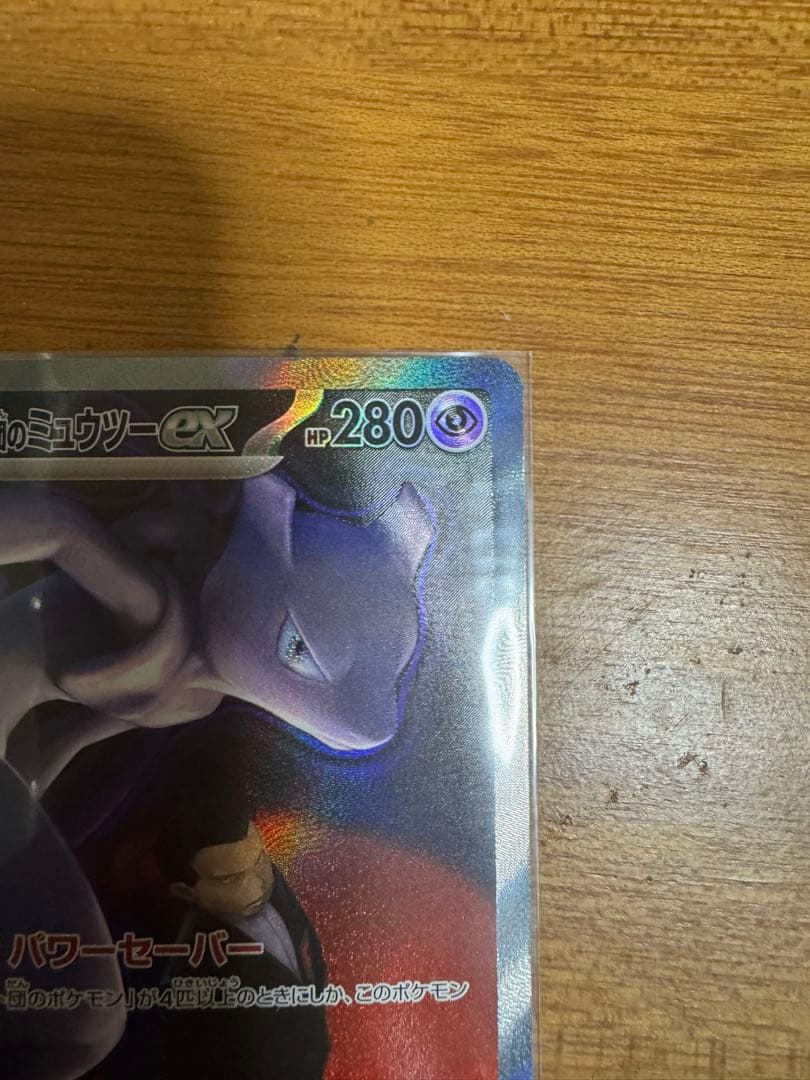 のミュウツーex HP280
パワーセーバー
団のポケモン」が4匹以上のときにしか、このポケモン